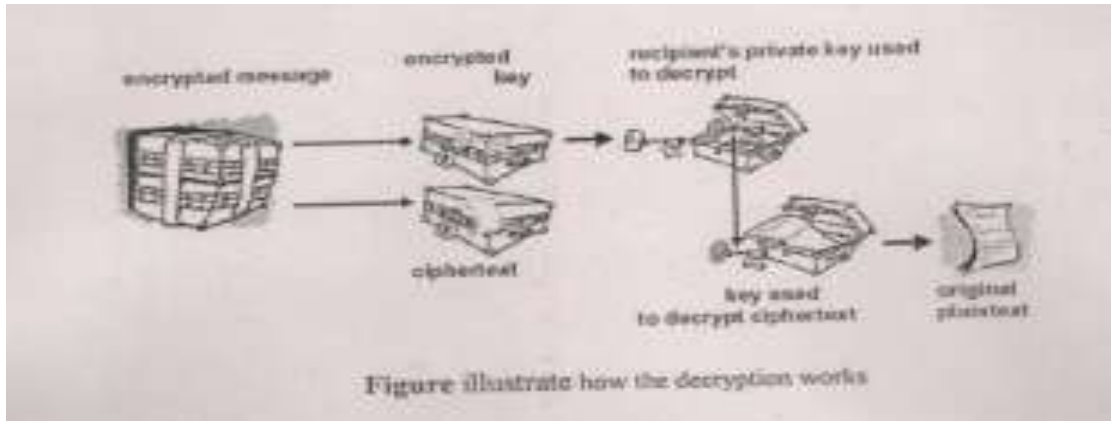 encrypted message
encrypted
key
recipient's private key used
to decrypt
ciphertext
key used
to decrypt ciphertext
original
plaintext
Figure illustrate how the decryption works